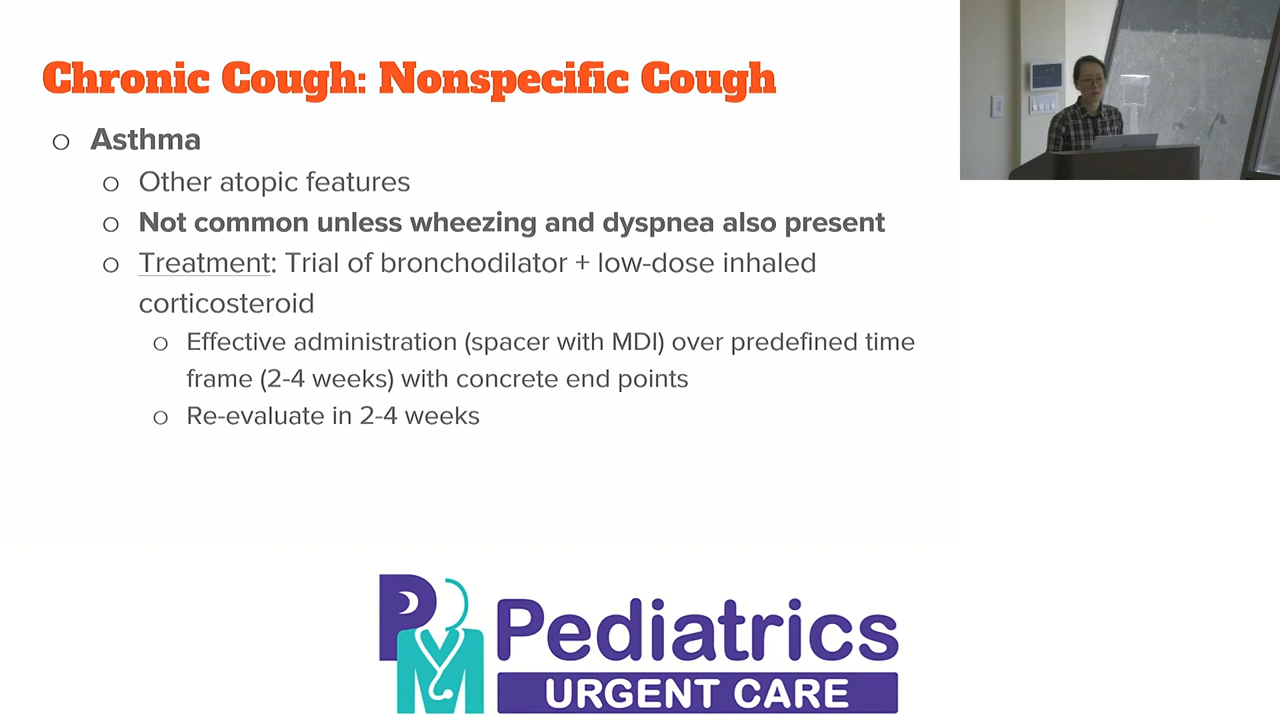 Chronic Cough: Nonspecific Cough
o Asthma
o Other atopic features
o Not common unless wheezing and dyspnea also present
o Treatment: Trial of bronchodilator + low-dose inhaled
corticosteroid
o Effective administration (spacer with MDI) over predefined time
frame (2-4 weeks) with concrete end points
o Re-evaluate in 2-4 weeks
PM Pediatrics
URGENT CARE